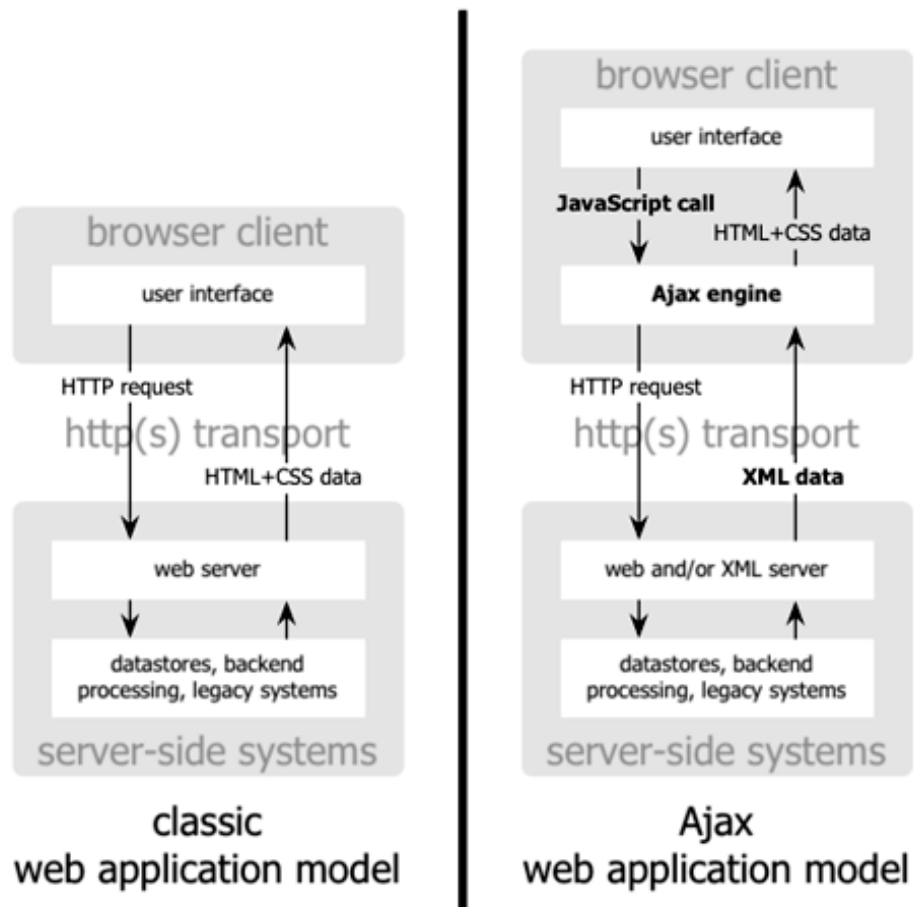 browser client
user interface
HTTP request
http(s) transport
HTML+CSS data
web server
datastores, backend
processing, legacy systems
server-side systems
classic
web application model
browser client
user interface
JavaScript call
HTML+CSS data
Ajax engine
HTTP request
http(s) transport
XML data
web and/or XML server
datastores, backend
processing, legacy systems
server-side systems
Ajax
web application model